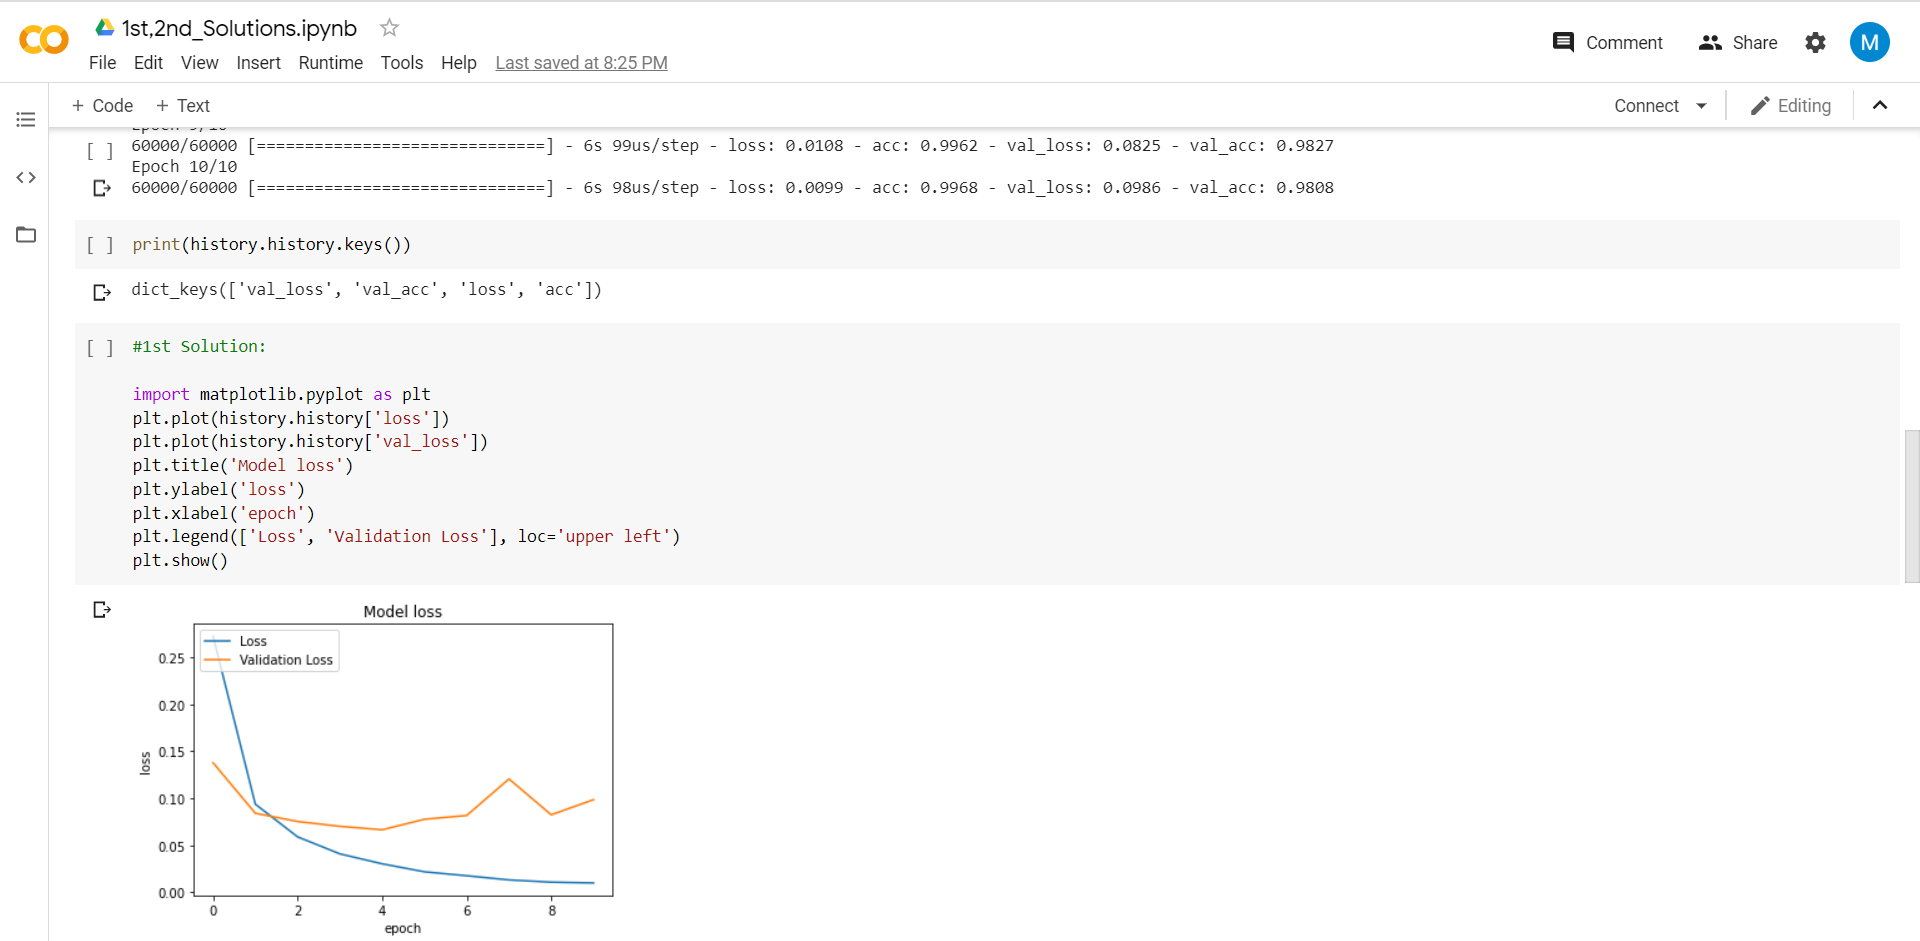 1st,2nd_Solutions.ipynb
File Edit View Insert Runtime Tools Help Last saved at 8:25 PM
Comment Share M
+ Code + Text
Connect Editing
Epoch 9/10
[ ] 60000/60000 [==============================] - 6s 99us/step - loss: 0.0108 - acc: 0.9962 - val_loss: 0.0825 - val_acc: 0.9827
Epoch 10/10
60000/60000 [==============================] - 6s 98us/step - loss: 0.0099 - acc: 0.9968 - val_loss: 0.0986 - val_acc: 0.9808
[ ] print(history.history.keys())
dict_keys(['val_loss', 'val_acc', 'loss', 'acc'])
[ ] #1st Solution:
import matplotlib.pyplot as plt
plt.plot(history.history['loss'])
plt.plot(history.history['val_loss'])
plt.title('Model loss')
plt.ylabel('loss')
plt.xlabel('epoch')
plt.legend(['Loss', 'Validation Loss'], loc='upper left')
plt.show()
Model loss
Loss
Validation Loss
0.25
0.20
0.15
0.10
0.05
0.00
loss
0 2 4 6 8
epoch